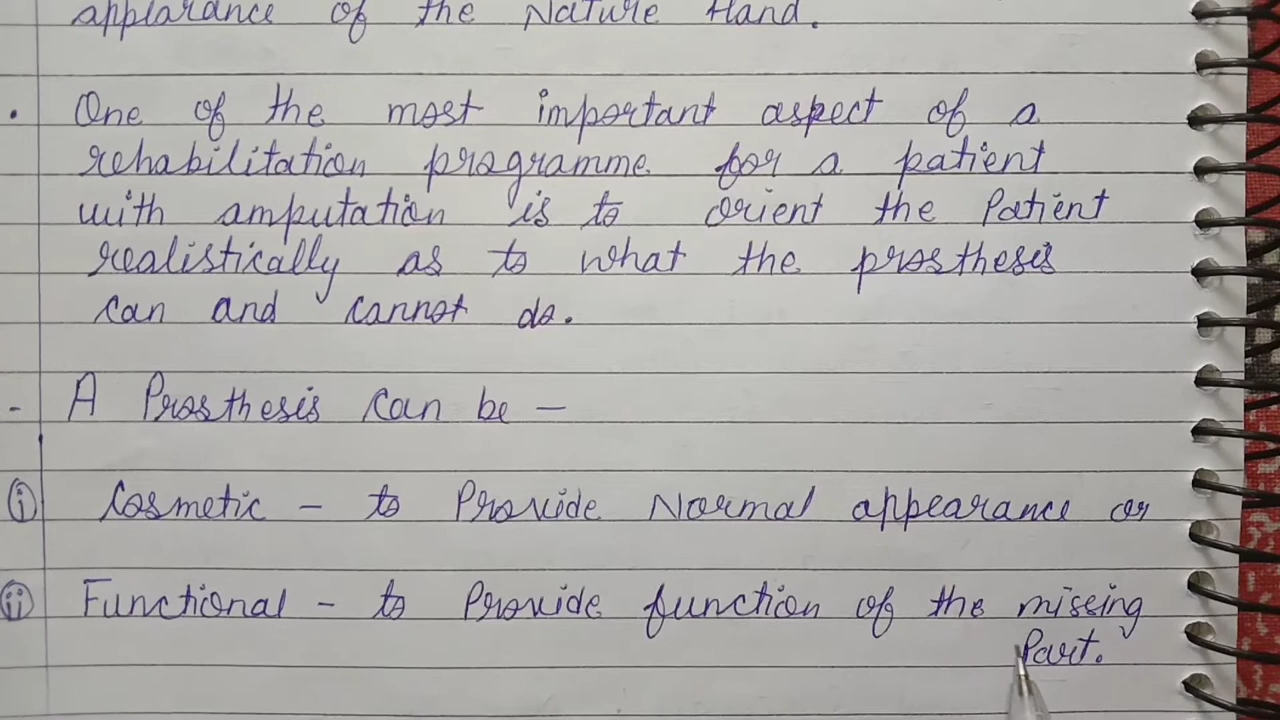 applarance of the Nature Hand.
• One of the most important aspect of a
rehabilitation programme for a patient
with amputation is to orient the Patient
realistically as to what the prosthesis
can and cannot do.
- A Prosthesis can be -
(i) Cosmetic - to Provide Normal appearance or
(ii) Functional - to Provide function of the missing
Part.